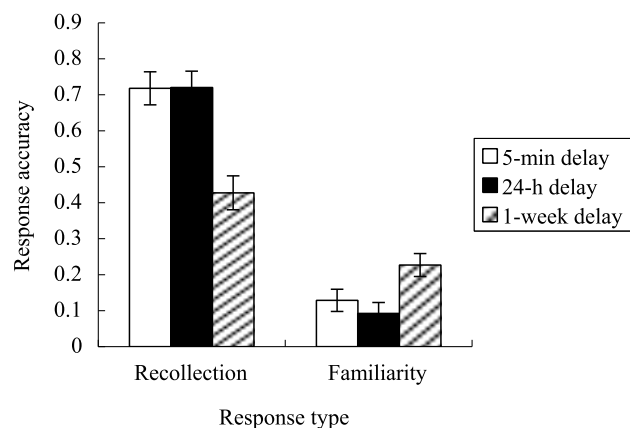 0.9
0.8
0.7
0.6
0.5
0.4
0.3
0.2
0.1
0
Response accuracy
Recollection
Familiarity
Response type
5-min delay
24-h delay
1-week delay